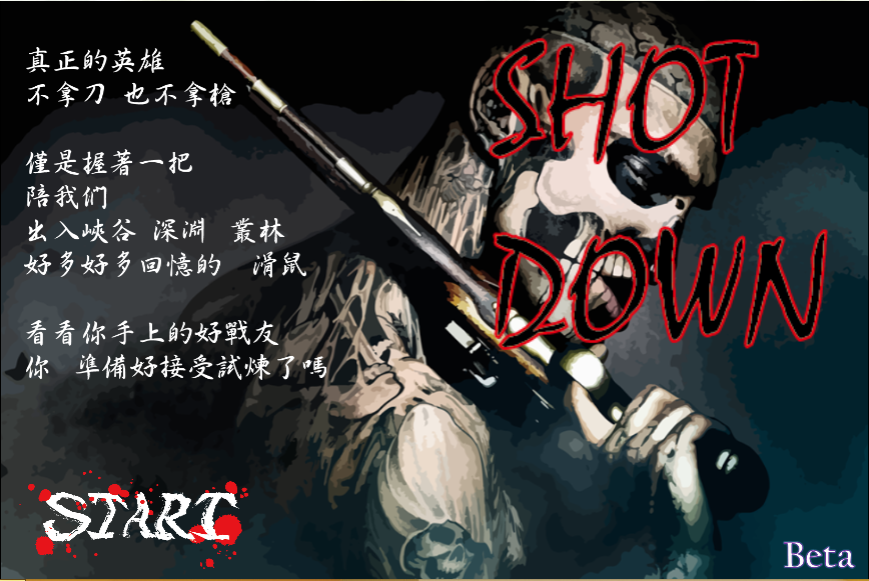 真正的英雄
不拿刀 也不拿槍
僅是握著一把
陪我们
出入峽谷 深淵 叢林
好多好多回憶的 滑鼠
看看你手上的好戰友
你 準備好接受試煉了嗎
SHOT
DOWN
START
Beta